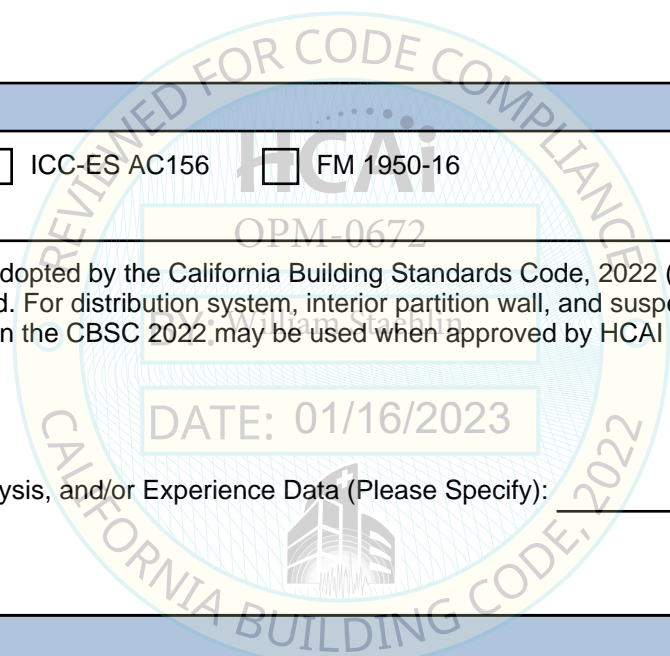 REVIEWED FOR CODE COMPLIANCE
HCAi
ICC-ES AC156 FM 1950-16
OPM-0672
dopted by the California Building Standards Code, 2022 (
d. For distribution system, interior partition wall, and susp
BY: William Staehlin
n the CBSC 2022 may be used when approved by HCAI
DATE: 01/16/2023
ysis, and/or Experience Data (Please Specify):
CALIFORNIA BUILDING CODE, 2022